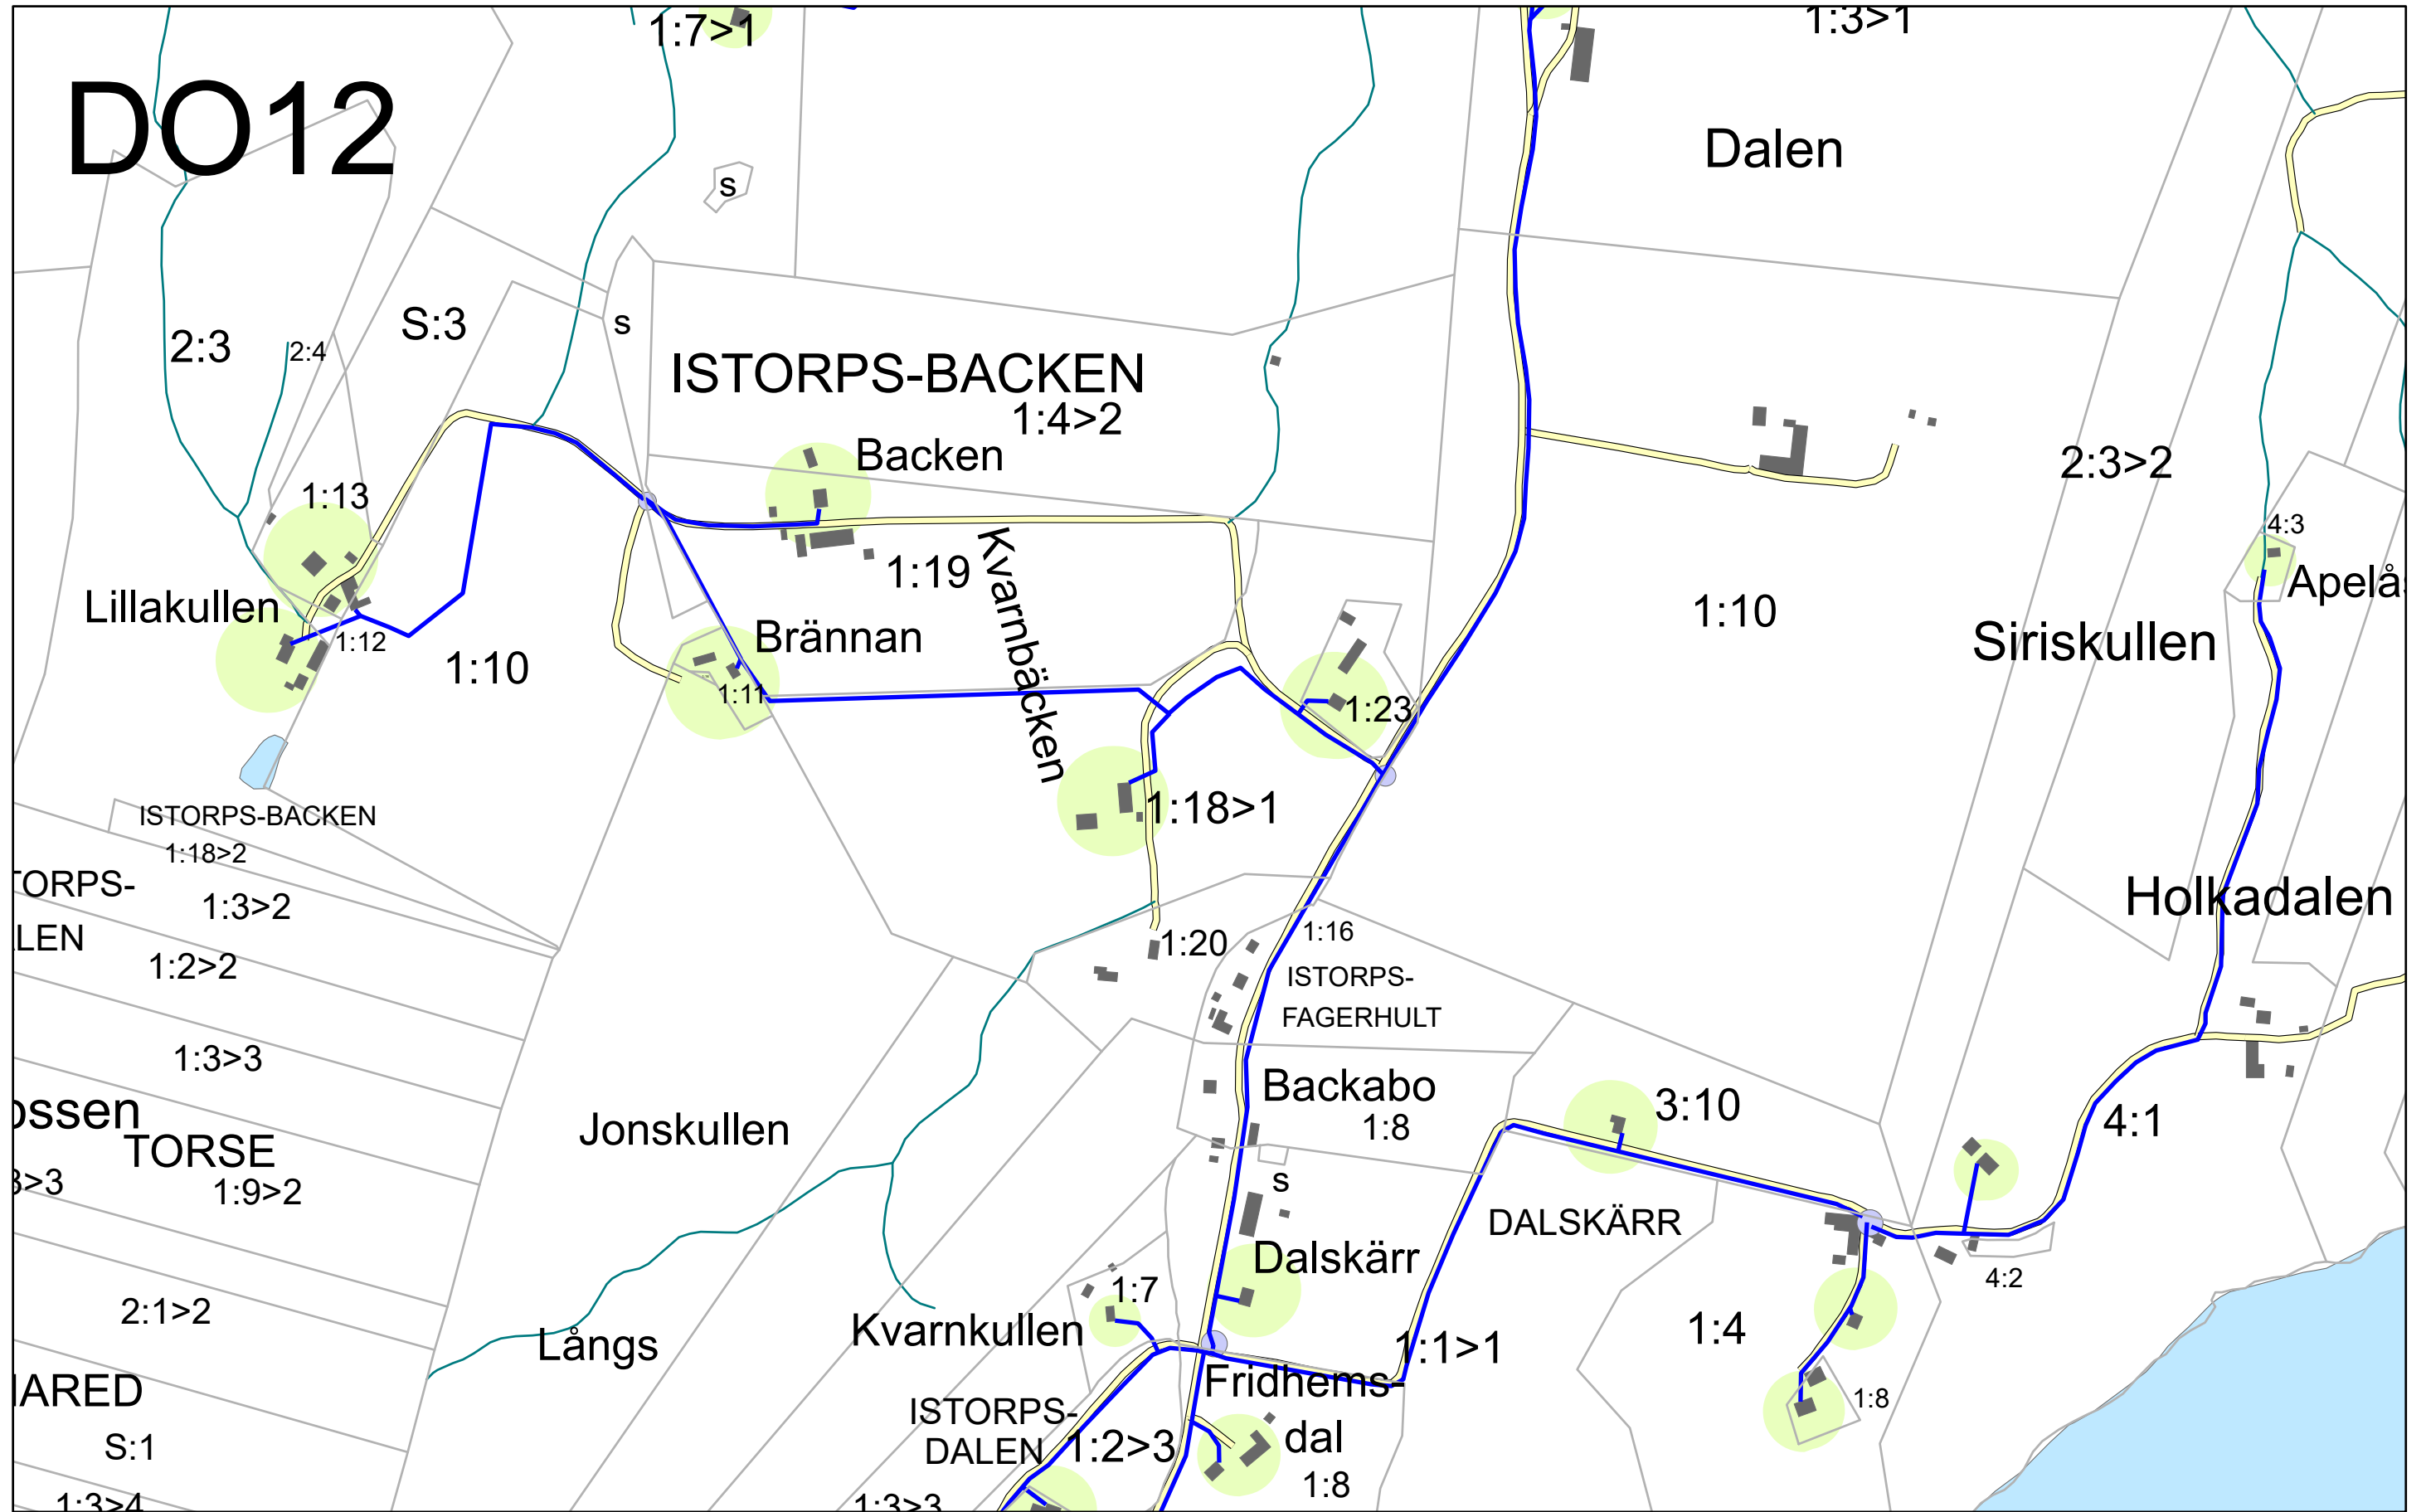 1:7>1
1:3>1
DO12
Dalen
s
S:3
s
2:3
2:4
ISTORPS-BACKEN
1:4>2
Backen
2:3>2
1:13
4:3
Kvarnbäcken
1:19
Lillakullen
1:12
1:10
Brännan
1:11
1:10
Siriskullen
1:23
1:18>1
ISTORPS-BACKEN
1:18>2
TORPS-
LEN
1:3>2
1:2>2
Holkadalen
1:20
1:16
ISTORPS-
FAGERHULT
1:3>3
ossen
TORSE
1:9>2
3>3
Jonskullen
Backabo
1:8
3:10
4:1
s
DALSKÄRR
Dalskärr
4:2
1:7
Kvarnkullen
2:1>2
Långs
1:1>1
1:4
Fridhems-
dal
1:8
1:8
ARED
S:1
ISTORPS-
DALEN
1:2>3
1:3>4
1:3>3